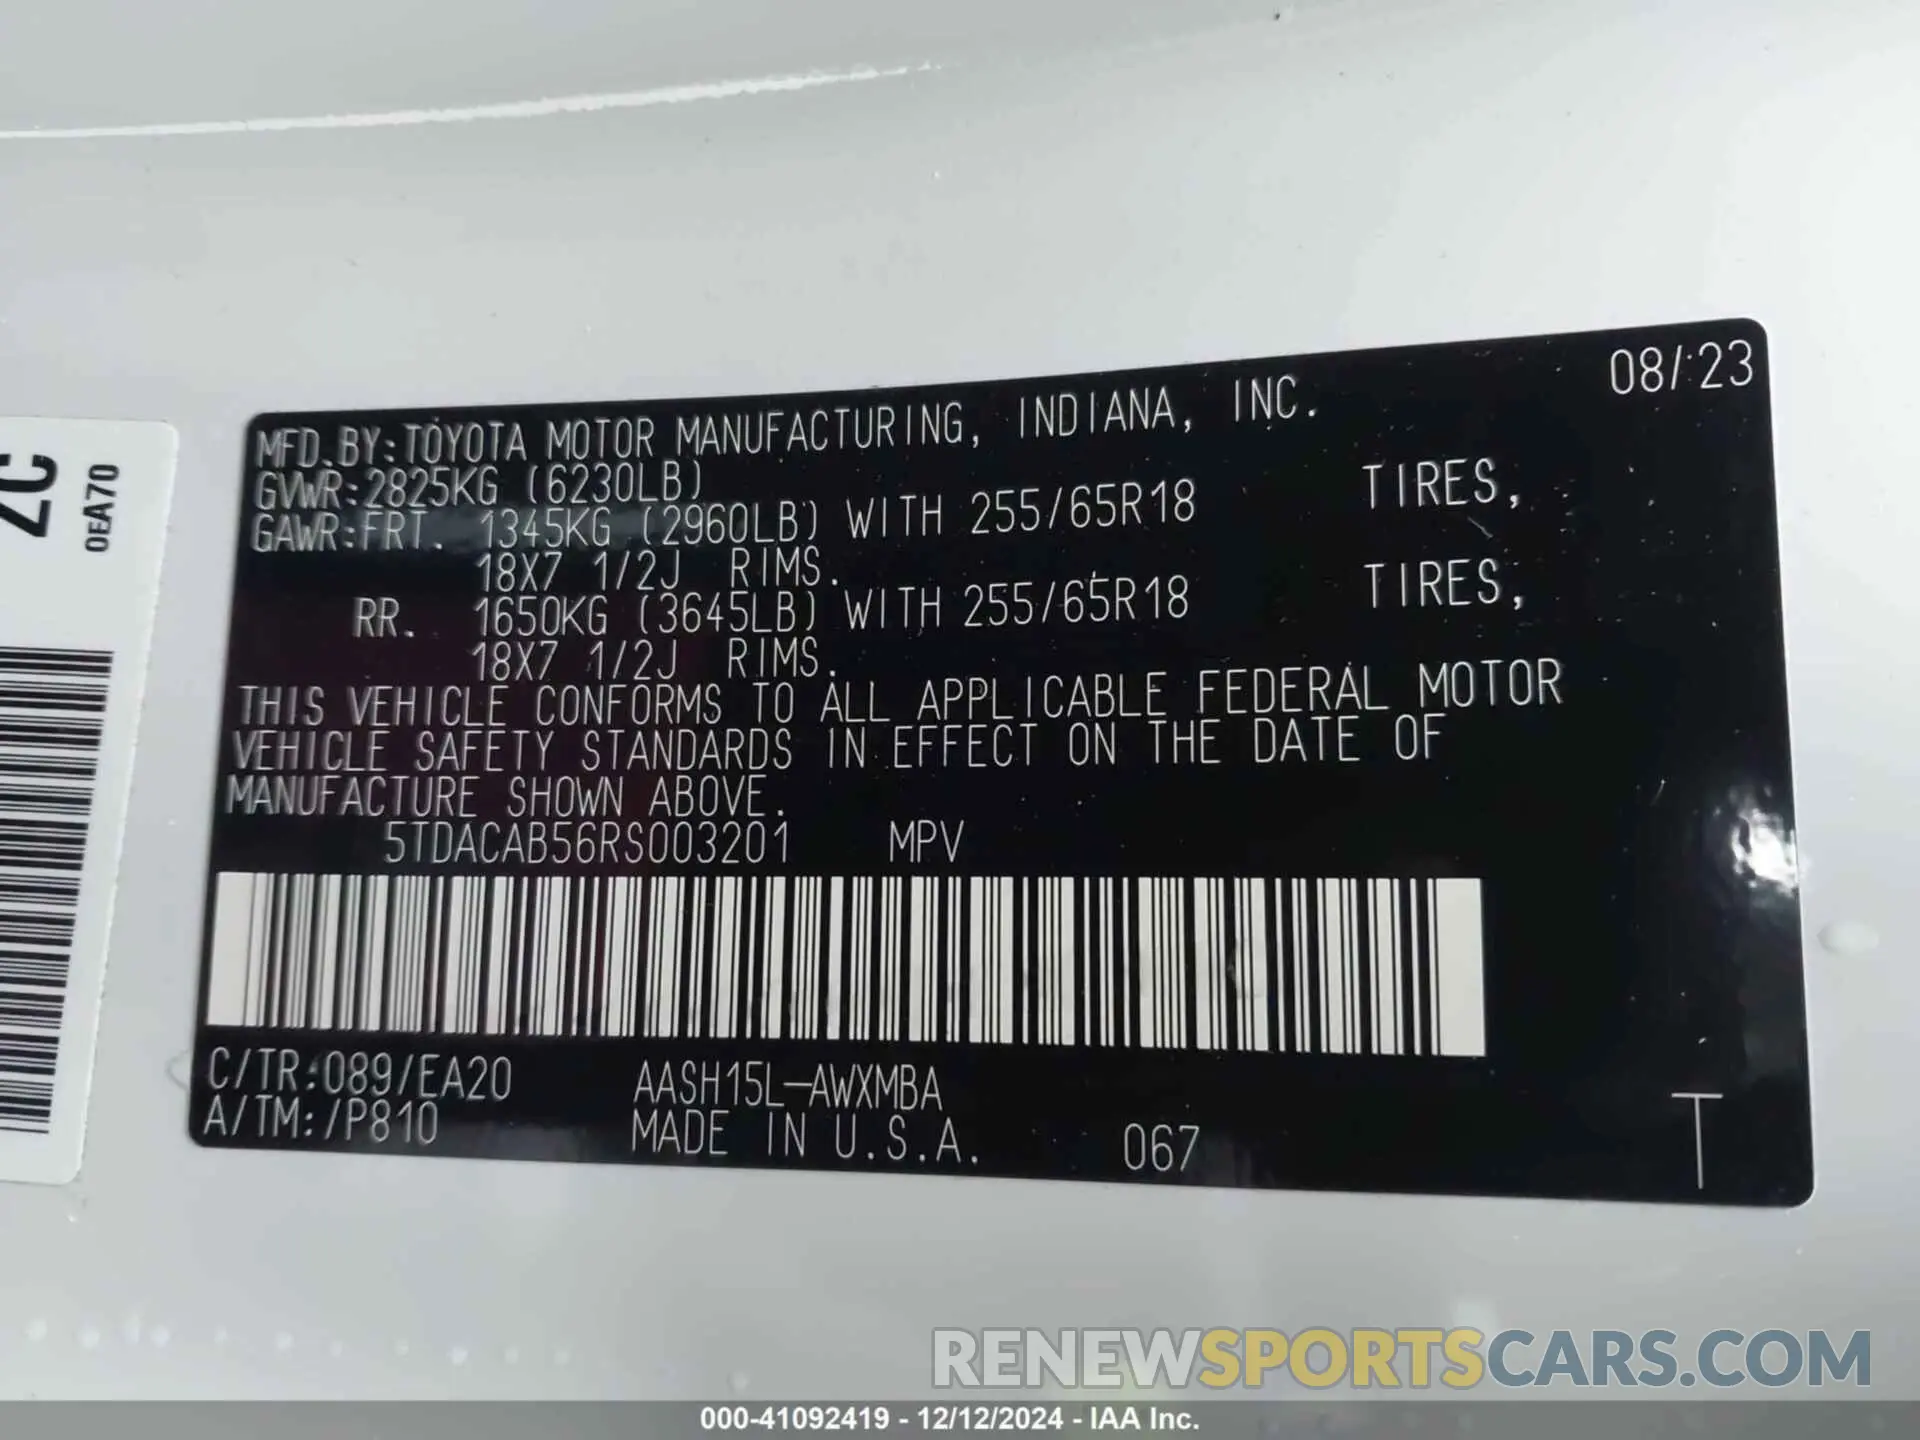 08/23
MFD.BY:TOYOTA MOTOR MANUFACTURING, INDIANA, INC.
GVWR:2825KG (6230LB)
GAWR:FRT. 1345KG (2960LB) WITH 255/65R18 TIRES,
18X7 1/2J RIMS.
RR. 1650KG (3645LB) WITH 255/65R18 TIRES,
18X7 1/2J RIMS.
THIS VEHICLE CONFORMS TO ALL APPLICABLE FEDERAL MOTOR
VEHICLE SAFETY STANDARDS IN EFFECT ON THE DATE OF
MANUFACTURE SHOWN ABOVE.
5TDACAB56RS003201 MPV
C/TR:089/EA20 AASH15L-AWXMBA
A/TM:/P810 MADE IN U.S.A. 067 T
2C
0EA70
RENEWSPORTSCARS.COM
000-41092419 - 12/12/2024 - IAA Inc.